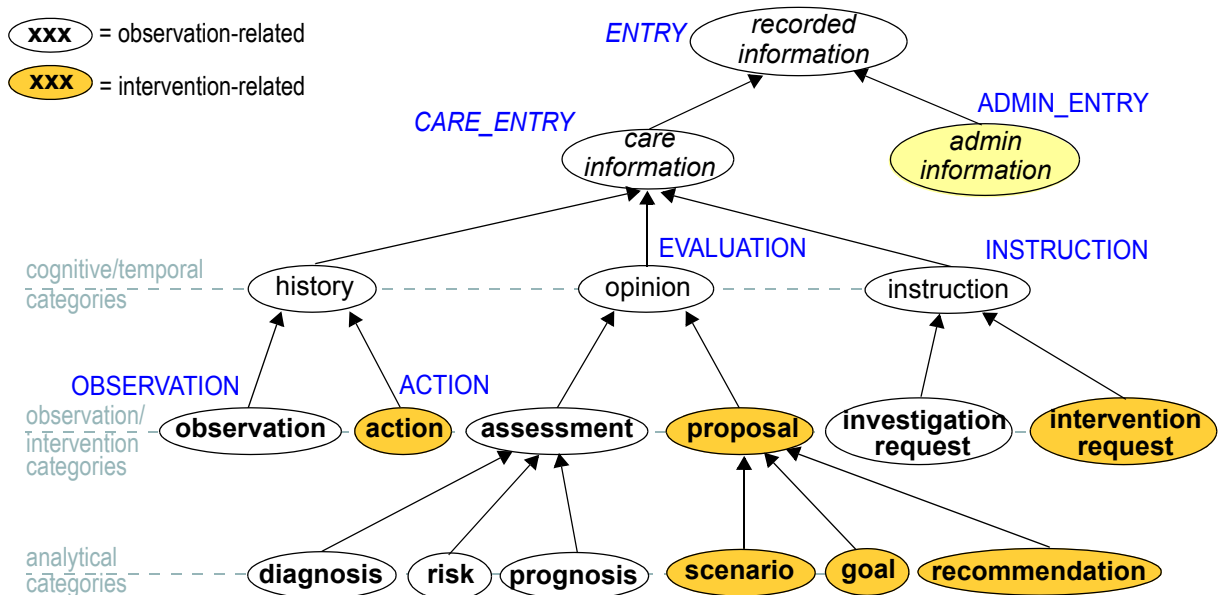 xxx = observation-related
xxx = intervention-related
ENTRY
recorded
information
CARE_ENTRY
ADMIN_ENTRY
care
information
admin
information
EVALUATION
INSTRUCTION
cognitive/temporal
categories
history
opinion
instruction
OBSERVATION
ACTION
observation/
intervention
categories
observation
action
assessment
proposal
investigation
request
intervention
request
analytical
categories
diagnosis
risk
prognosis
scenario
goal
recommendation